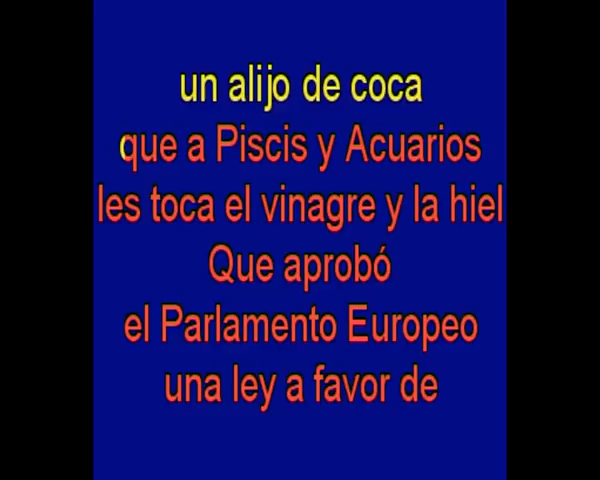 un alijo de coca
que a Piscis y Acuarios
les toca el vinagre y la hiel
Que aprobó
el Parlamento Europeo
una ley a favor de